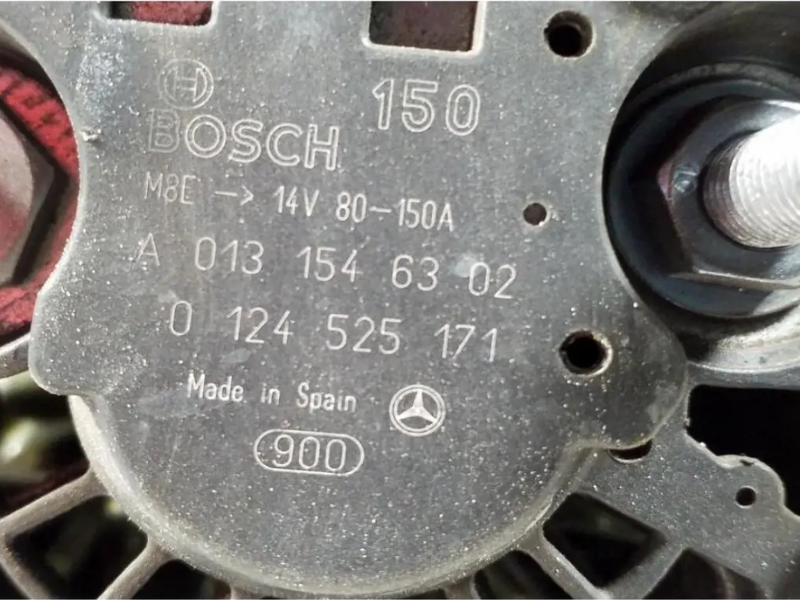 150
BOSCH
M8E -> 14V 80-150A
A 013 154 63 02
0 124 525 171
Made in Spain
900